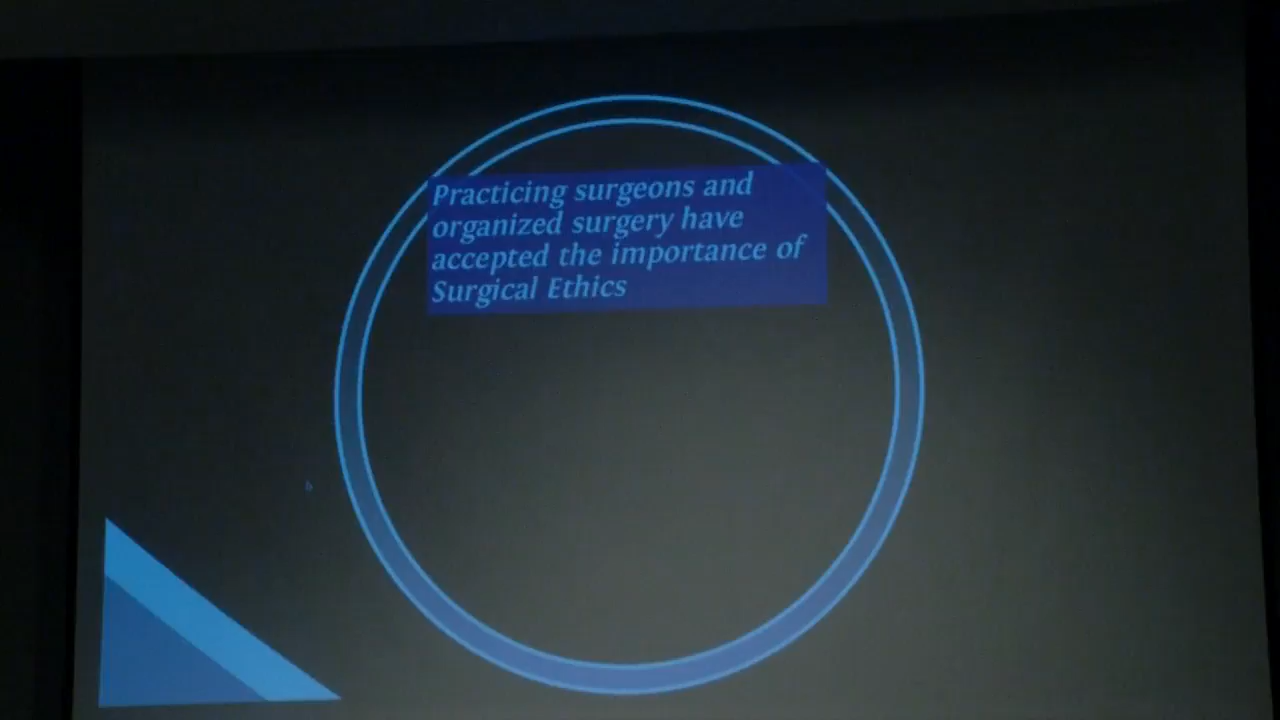 Practicing surgeons and
organized surgery have
accepted the importance of
Surgical Ethics